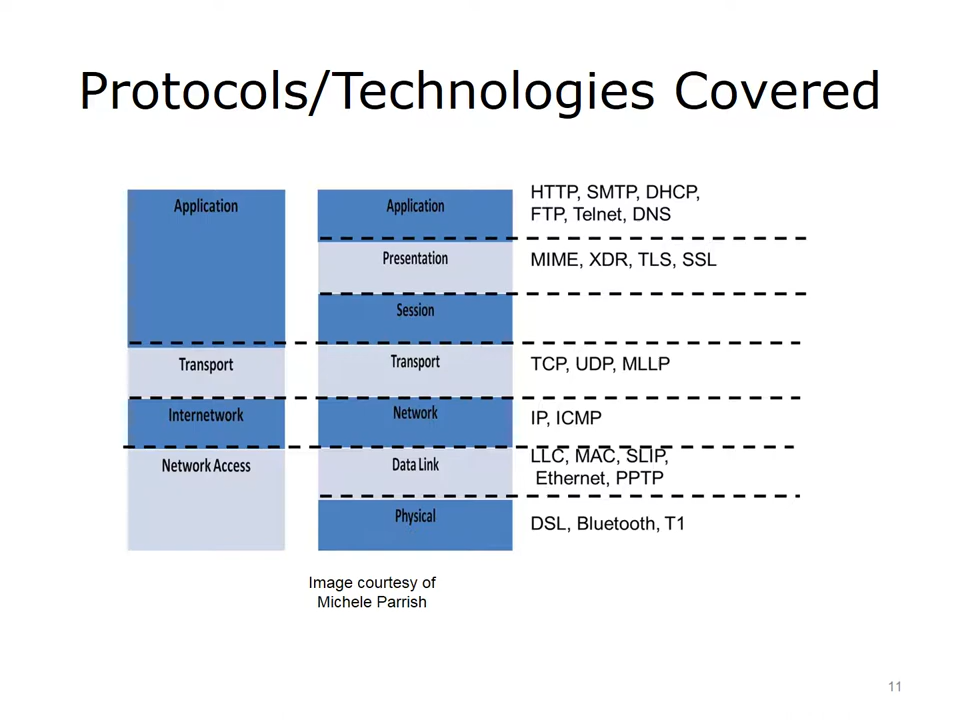 Protocols/Technologies Covered
Application
Application
HTTP, SMTP, DHCP,
FTP, Telnet, DNS
Presentation
MIME, XDR, TLS, SSL
Session
Transport
Transport
TCP, UDP, MLLP
Internetwork
Network
IP, ICMP
Network Access
Data Link
LLC, MAC, SLIP,
Ethernet, PPTP
Physical
DSL, Bluetooth, T1
Image courtesy of
Michele Parrish
11